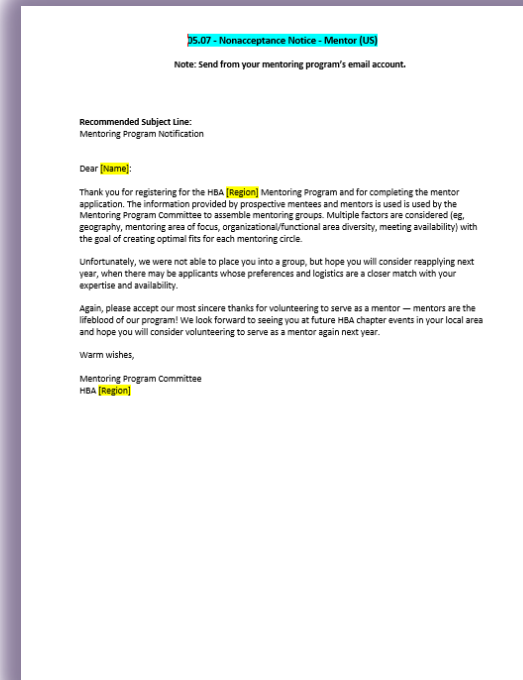 05.07 - Nonacceptance Notice - Mentor (US)
Note: Send from your mentoring program's email account.
Recommended Subject Line:
Mentoring Program Notification
Dear [Name]:
Thank you for registering for the HBA [Region] Mentoring Program and for completing the mentor
application. The information provided by prospective mentees and mentors is used is used by the
Mentoring Program Committee to assemble mentoring groups. Multiple factors are considered (eg,
geography, mentoring area of focus, organizational/functional area diversity, meeting availability) with
the goal of creating optimal fits for each mentoring circle.
Unfortunately, we were not able to place you into a group, but hope you will consider reapplying next
year, when there may be applicants whose preferences and logistics are a closer match with your
expertise and availability.
Again, please accept our most sincere thanks for volunteering to serve as a mentor — mentors are the
lifeblood of our program! We look forward to seeing you at future HBA chapter events in your local area
and hope you will consider volunteering to serve as a mentor again next year.
Warm wishes,
Mentoring Program Committee
HBA [Region]